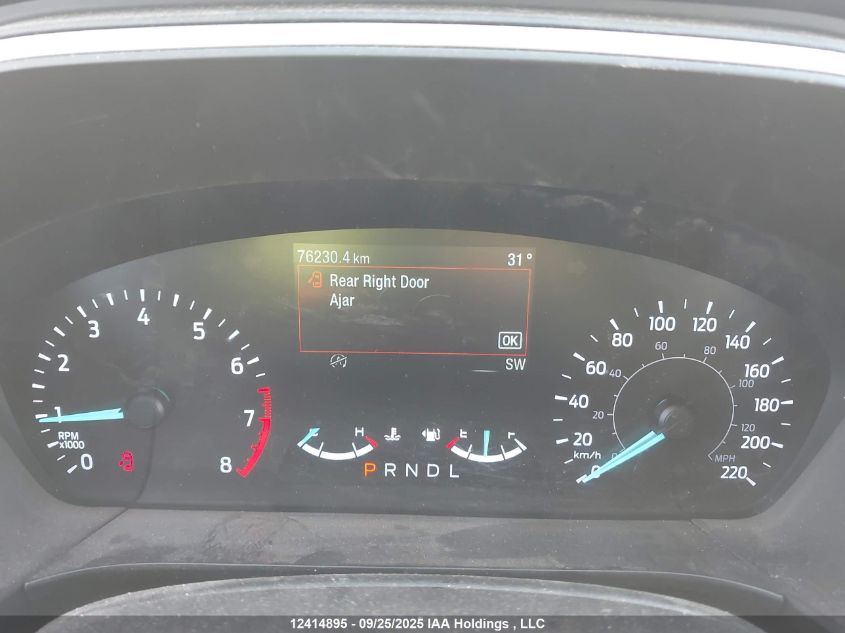 76230.4 km 31°
Rear Right Door
Ajar
OK
SW
0 1 2 3 4 5 6 7 8
RPM
x1000
H
P R N D L
0 20 40 60 80 100 120 140 160 180 200 220
km/h
20 40 60 80 100 120
MPH
12414895 - 09/25/2025 IAA Holdings , LLC